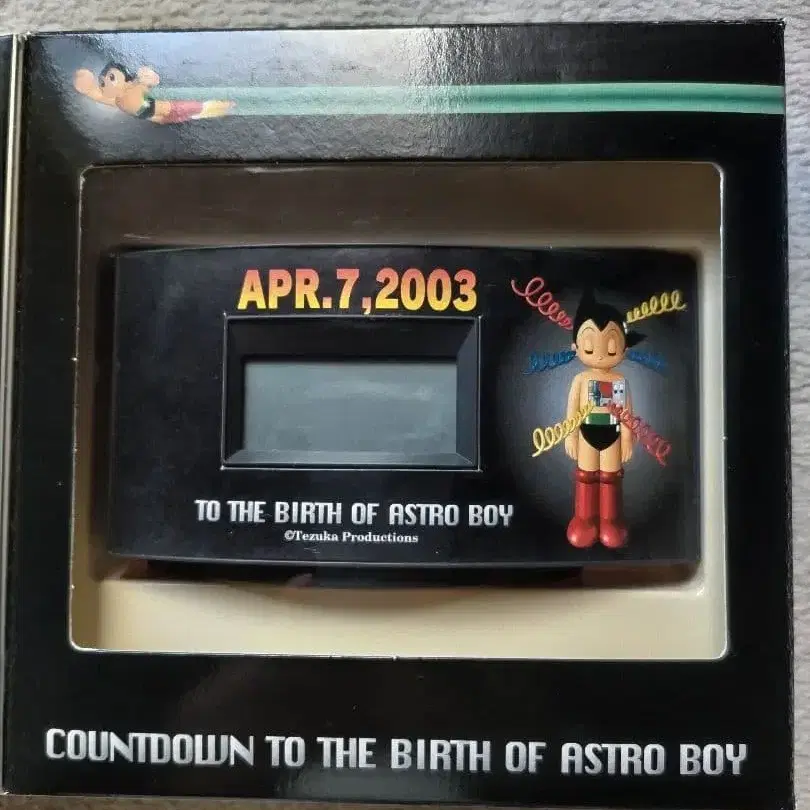 APR.7,2003
TO THE BIRTH OF ASTRO BOY
©Tezuka Productions
COUNTDOWN TO THE BIRTH OF ASTRO BOY